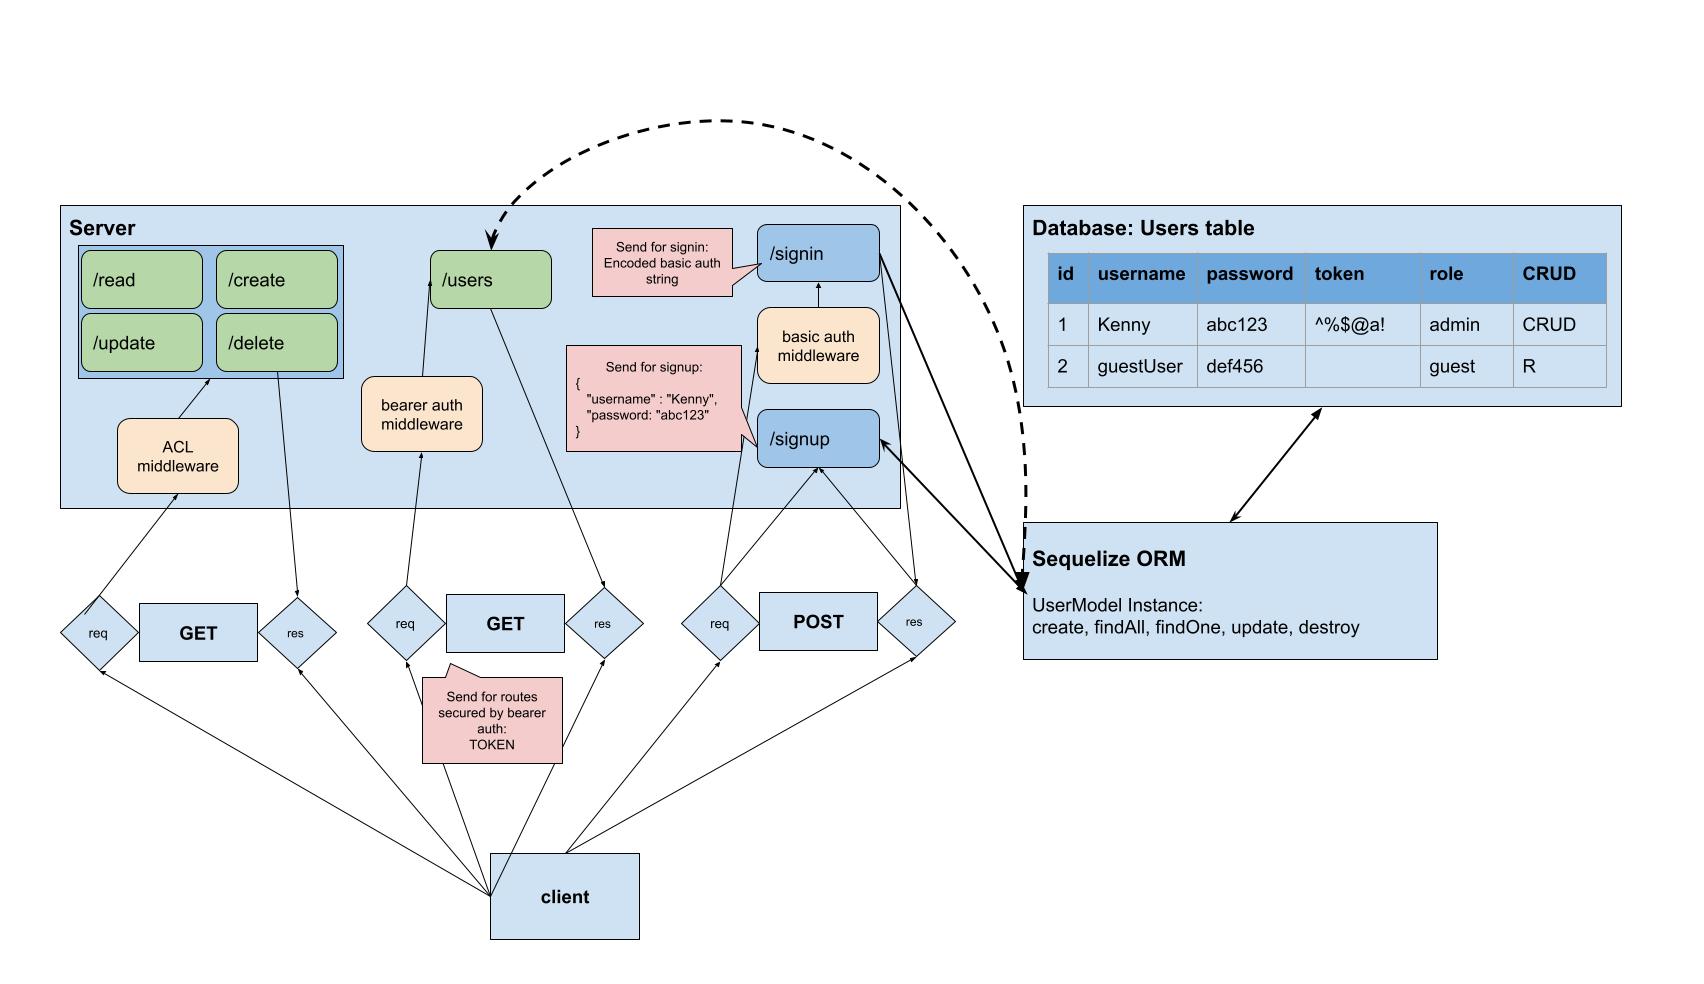 Server
/read
/create
/update
/delete
ACL
middleware
/users
bearer auth
middleware
Send for signin:
Encoded basic auth
string
/signin
basic auth
middleware
Send for signup:
{
"username" : "Kenny",
"password: "abc123"
}
/signup
Database: Users table
id username password token role CRUD
1 Kenny abc123 ^%$@a! admin CRUD
2 guestUser def456 guest R
Sequelize ORM
UserModel Instance:
create, findAll, findOne, update, destroy
req
GET
res
req
GET
res
req
POST
res
Send for routes
secured by bearer
auth:
TOKEN
client